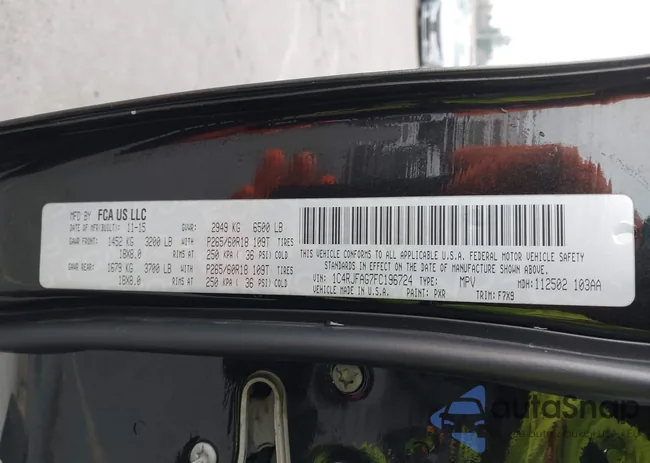 MFD BY FCA US LLC
DATE OF MFR(BUILT): 11-15 GVWR: 2949 KG 6500 LB
GAWR FRONT: 1452 KG 3200 LB WITH P265/60R18 109T TIRES
18X8.0 RIMS AT 250 KPA ( 36 PSI) COLD
GAWR REAR: 1679 KG 3700 LB WITH P265/60R18 109T TIRES
18X8.0 RIMS AT 250 KPA ( 36 PSI) COLD
THIS VEHICLE CONFORMS TO ALL APPLICABLE U.S.A. FEDERAL MOTOR VEHICLE SAFETY
STANDARDS IN EFFECT ON THE DATE OF MANUFACTURE SHOWN ABOVE.
VIN: 1C4RJFAG7FC196724 TYPE: MPV MDH: 112502 103AA
VEHICLE MADE IN U.S.A. PAINT: PXR TRIM: F7X9
autoSnap